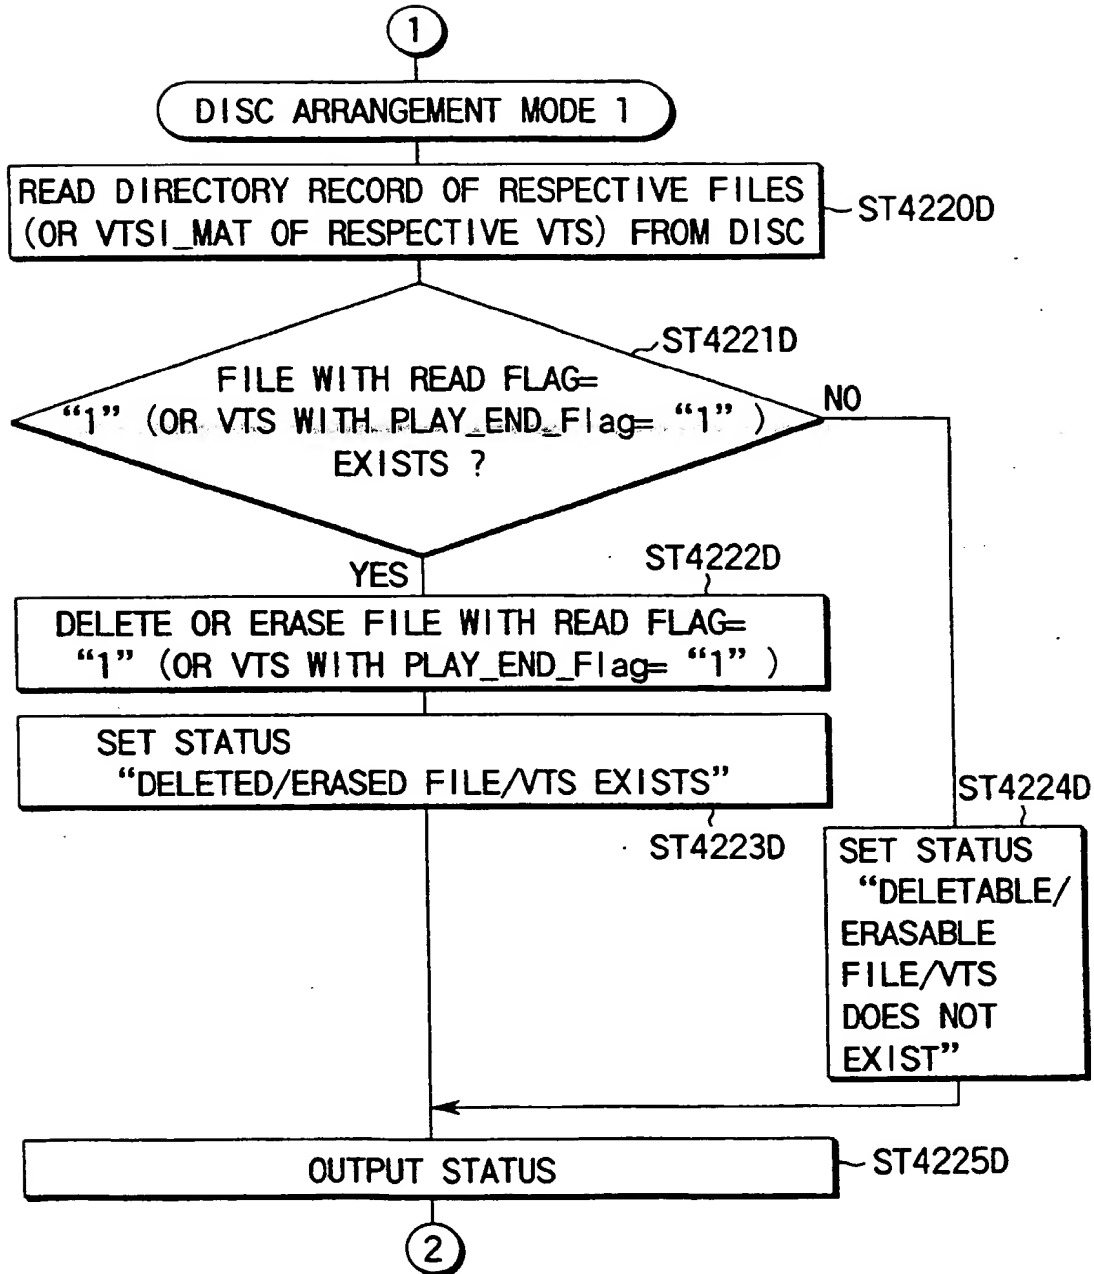 1
DISC ARRANGEMENT MODE 1
READ DIRECTORY RECORD OF RESPECTIVE FILES
(OR VTSI_MAT OF RESPECTIVE VTS) FROM DISC
ST4220D
ST4221D
FILE WITH READ FLAG=
“1” (OR VTS WITH PLAY_END_Flag= “1” )
EXISTS ?
NO
YES
ST4222D
DELETE OR ERASE FILE WITH READ FLAG=
“1” (OR VTS WITH PLAY_END_Flag= “1” )
SET STATUS
“DELETED/ERASED FILE/VTS EXISTS”
ST4223D
ST4224D
SET STATUS
“DELETABLE/
ERASABLE
FILE/VTS
DOES NOT
EXIST”
OUTPUT STATUS
ST4225D
2